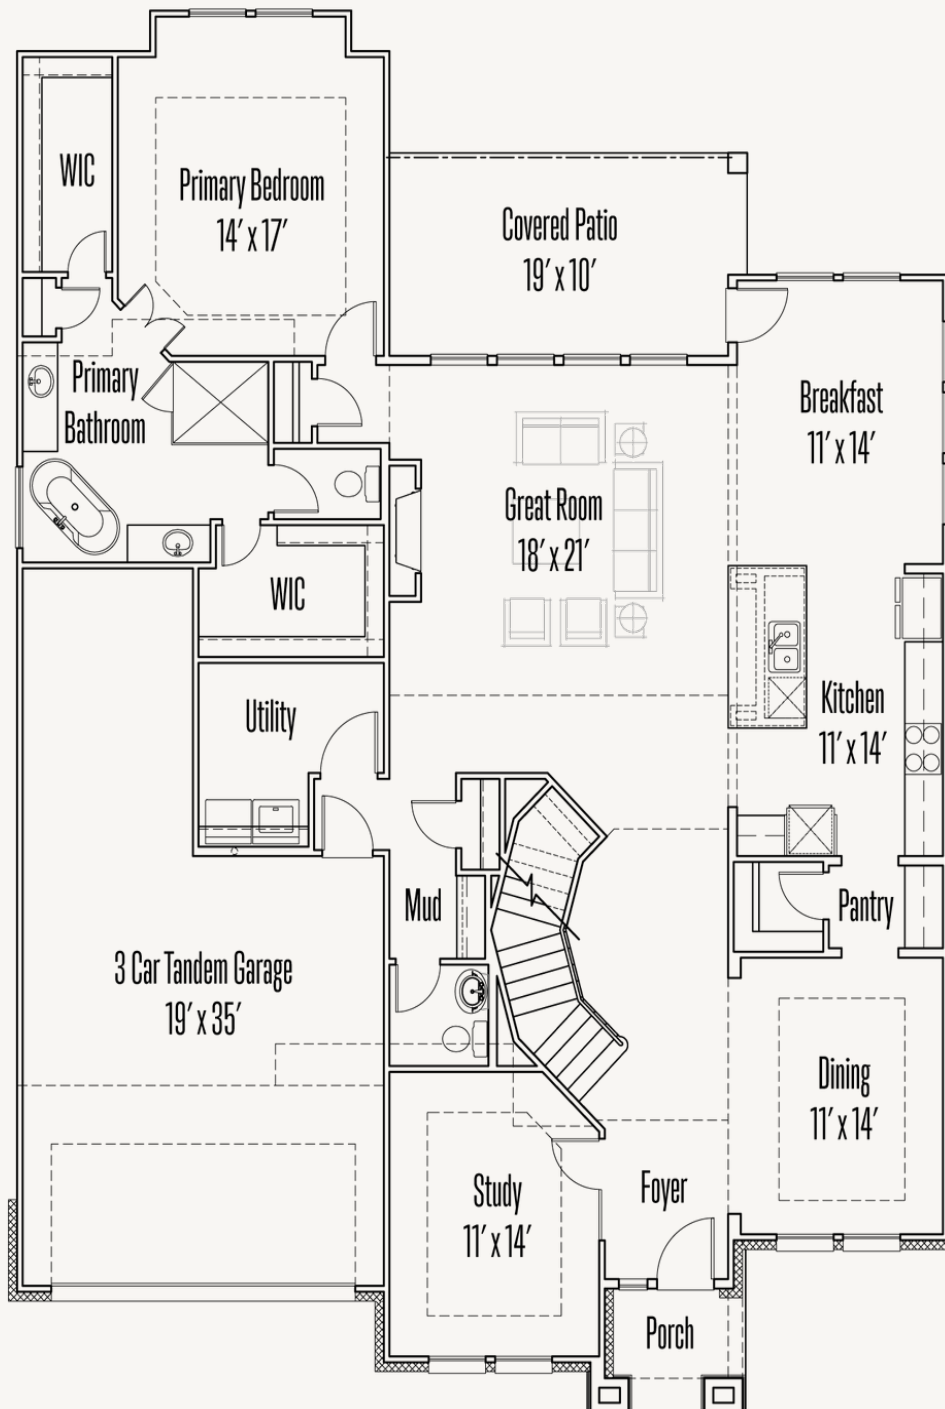 WIC
Primary Bedroom
14′ x 17′
Covered Patio
19′ x 10′
Primary
Bathroom
Breakfast
11′ x 14′
Great Room
18′ x 21′
WIC
Utility
Kitchen
11′ x 14′
Mud
Pantry
3 Car Tandem Garage
19′ x 35′
Dining
11′ x 14′
Study
11′ x 14′
Foyer
Porch